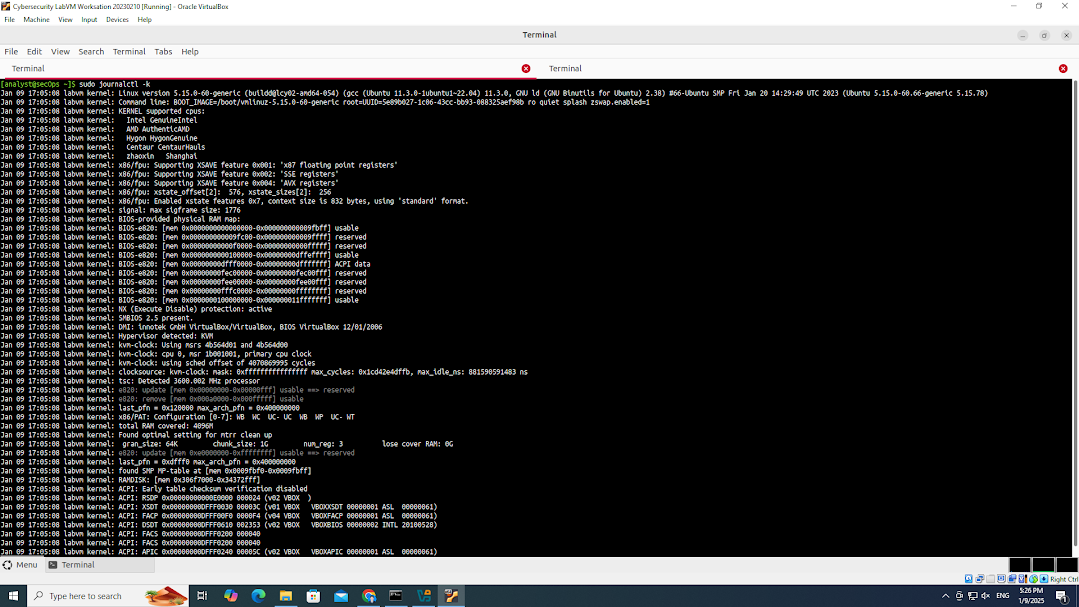 Cybersecurity LabVM Worksation 20230210 [Running] - Oracle VirtualBox
File Machine View Input Devices Help
Terminal
File Edit View Search Terminal Tabs Help
Terminal Terminal
[analyst@secOps ~]$ sudo journalctl -k
Jan 09 17:05:08 labvm kernel: Linux version 5.15.0-60-generic (buildd@lcy02-amd64-054) (gcc (Ubuntu 11.3.0-1ubuntu1~22.04) 11.3.0, GNU ld (GNU Binutils for Ubuntu) 2.38) #66-Ubuntu SMP Fri Jan 20 14:29:49 UTC 2023 (Ubuntu 5.15.0-60.66-generic 5.15.78)
Jan 09 17:05:08 labvm kernel: Command line: BOOT_IMAGE=/boot/vmlinuz-5.15.0-60-generic root=UUID=5e89b027-1c06-43cc-bb93-088325aef98b ro quiet splash zswap.enabled=1
Jan 09 17:05:08 labvm kernel: KERNEL supported cpus:
Jan 09 17:05:08 labvm kernel: Intel GenuineIntel
Jan 09 17:05:08 labvm kernel: AMD AuthenticAMD
Jan 09 17:05:08 labvm kernel: Hygon HygonGenuine
Jan 09 17:05:08 labvm kernel: Centaur CentaurHauls
Jan 09 17:05:08 labvm kernel: zhaoxin Shanghai
Jan 09 17:05:08 labvm kernel: x86/fpu: Supporting XSAVE feature 0x001: 'x87 floating point registers'
Jan 09 17:05:08 labvm kernel: x86/fpu: Supporting XSAVE feature 0x002: 'SSE registers'
Jan 09 17:05:08 labvm kernel: x86/fpu: Supporting XSAVE feature 0x004: 'AVX registers'
Jan 09 17:05:08 labvm kernel: x86/fpu: xstate_offset[2]: 576, xstate_sizes[2]: 256
Jan 09 17:05:08 labvm kernel: x86/fpu: Enabled xstate features 0x7, context size is 832 bytes, using 'standard' format.
Jan 09 17:05:08 labvm kernel: signal: max sigframe size: 1776
Jan 09 17:05:08 labvm kernel: BIOS-provided physical RAM map:
Jan 09 17:05:08 labvm kernel: BIOS-e820: [mem 0x0000000000000000-0x000000000009fbff] usable
Jan 09 17:05:08 labvm kernel: BIOS-e820: [mem 0x000000000009fc00-0x000000000009ffff] reserved
Jan 09 17:05:08 labvm kernel: BIOS-e820: [mem 0x00000000000f0000-0x00000000000fffff] reserved
Jan 09 17:05:08 labvm kernel: BIOS-e820: [mem 0x0000000000100000-0x00000000dffeffff] usable
Jan 09 17:05:08 labvm kernel: BIOS-e820: [mem 0x00000000dfff0000-0x00000000dfffffff] ACPI data
Jan 09 17:05:08 labvm kernel: BIOS-e820: [mem 0x00000000fec00000-0x00000000fec00fff] reserved
Jan 09 17:05:08 labvm kernel: BIOS-e820: [mem 0x00000000fee00000-0x00000000fee00fff] reserved
Jan 09 17:05:08 labvm kernel: BIOS-e820: [mem 0x00000000fffc0000-0x00000000ffffffff] reserved
Jan 09 17:05:08 labvm kernel: BIOS-e820: [mem 0x0000000100000000-0x000000011fffffff] usable
Jan 09 17:05:08 labvm kernel: NX (Execute Disable) protection: active
Jan 09 17:05:08 labvm kernel: SMBIOS 2.5 present.
Jan 09 17:05:08 labvm kernel: DMI: innotek GmbH VirtualBox/VirtualBox, BIOS VirtualBox 12/01/2006
Jan 09 17:05:08 labvm kernel: Hypervisor detected: KVM
Jan 09 17:05:08 labvm kernel: kvm-clock: Using msrs 4b564d01 and 4b564d00
Jan 09 17:05:08 labvm kernel: kvm-clock: cpu 0, msr 1b001001, primary cpu clock
Jan 09 17:05:08 labvm kernel: kvm-clock: using sched offset of 4070869995 cycles
Jan 09 17:05:08 labvm kernel: clocksource: kvm-clock: mask: 0xffffffffffffffff max_cycles: 0x1cd42e4dffb, max_idle_ns: 881590591483 ns
Jan 09 17:05:08 labvm kernel: tsc: Detected 3600.002 MHz processor
Jan 09 17:05:08 labvm kernel: e820: update [mem 0x00000000-0x00000fff] usable ==> reserved
Jan 09 17:05:08 labvm kernel: e820: remove [mem 0x000a0000-0x000fffff] usable
Jan 09 17:05:08 labvm kernel: last_pfn = 0x120000 max_arch_pfn = 0x400000000
Jan 09 17:05:08 labvm kernel: x86/PAT: Configuration [0-7]: WB WC UC- UC WB WP UC- WT
Jan 09 17:05:08 labvm kernel: total RAM covered: 4096M
Jan 09 17:05:08 labvm kernel: Found optimal setting for mtrr clean up
Jan 09 17:05:08 labvm kernel: gran_size: 64K chunk_size: 1G num_reg: 3 lose cover RAM: 0G
Jan 09 17:05:08 labvm kernel: e820: update [mem 0xe0000000-0xffffffff] usable ==> reserved
Jan 09 17:05:08 labvm kernel: last_pfn = 0xdfff0 max_arch_pfn = 0x400000000
Jan 09 17:05:08 labvm kernel: found SMP MP-table at [mem 0x0009fbf0-0x0009fbff]
Jan 09 17:05:08 labvm kernel: RAMDISK: [mem 0x306f7000-0x34372fff]
Jan 09 17:05:08 labvm kernel: ACPI: Early table checksum verification disabled
Jan 09 17:05:08 labvm kernel: ACPI: RSDP 0x00000000000E0000 000024 (v02 VBOX )
Jan 09 17:05:08 labvm kernel: ACPI: XSDT 0x00000000DFFF0030 00003C (v01 VBOX VBOXXSDT 00000001 ASL 00000061)
Jan 09 17:05:08 labvm kernel: ACPI: FACP 0x00000000DFFF00F0 0000F4 (v04 VBOX VBOXFACP 00000001 ASL 00000061)
Jan 09 17:05:08 labvm kernel: ACPI: DSDT 0x00000000DFFF0610 002353 (v02 VBOX VBOXBIOS 00000002 INTL 20100528)
Jan 09 17:05:08 labvm kernel: ACPI: FACS 0x00000000DFFF0200 000040
Jan 09 17:05:08 labvm kernel: ACPI: FACS 0x00000000DFFF0200 000040
Jan 09 17:05:08 labvm kernel: ACPI: APIC 0x00000000DFFF0240 00005C (v02 VBOX VBOXAPIC 00000001 ASL 00000061)
Menu Terminal
Right Ctrl
Type here to search
ENG
5:26 PM
1/9/2025